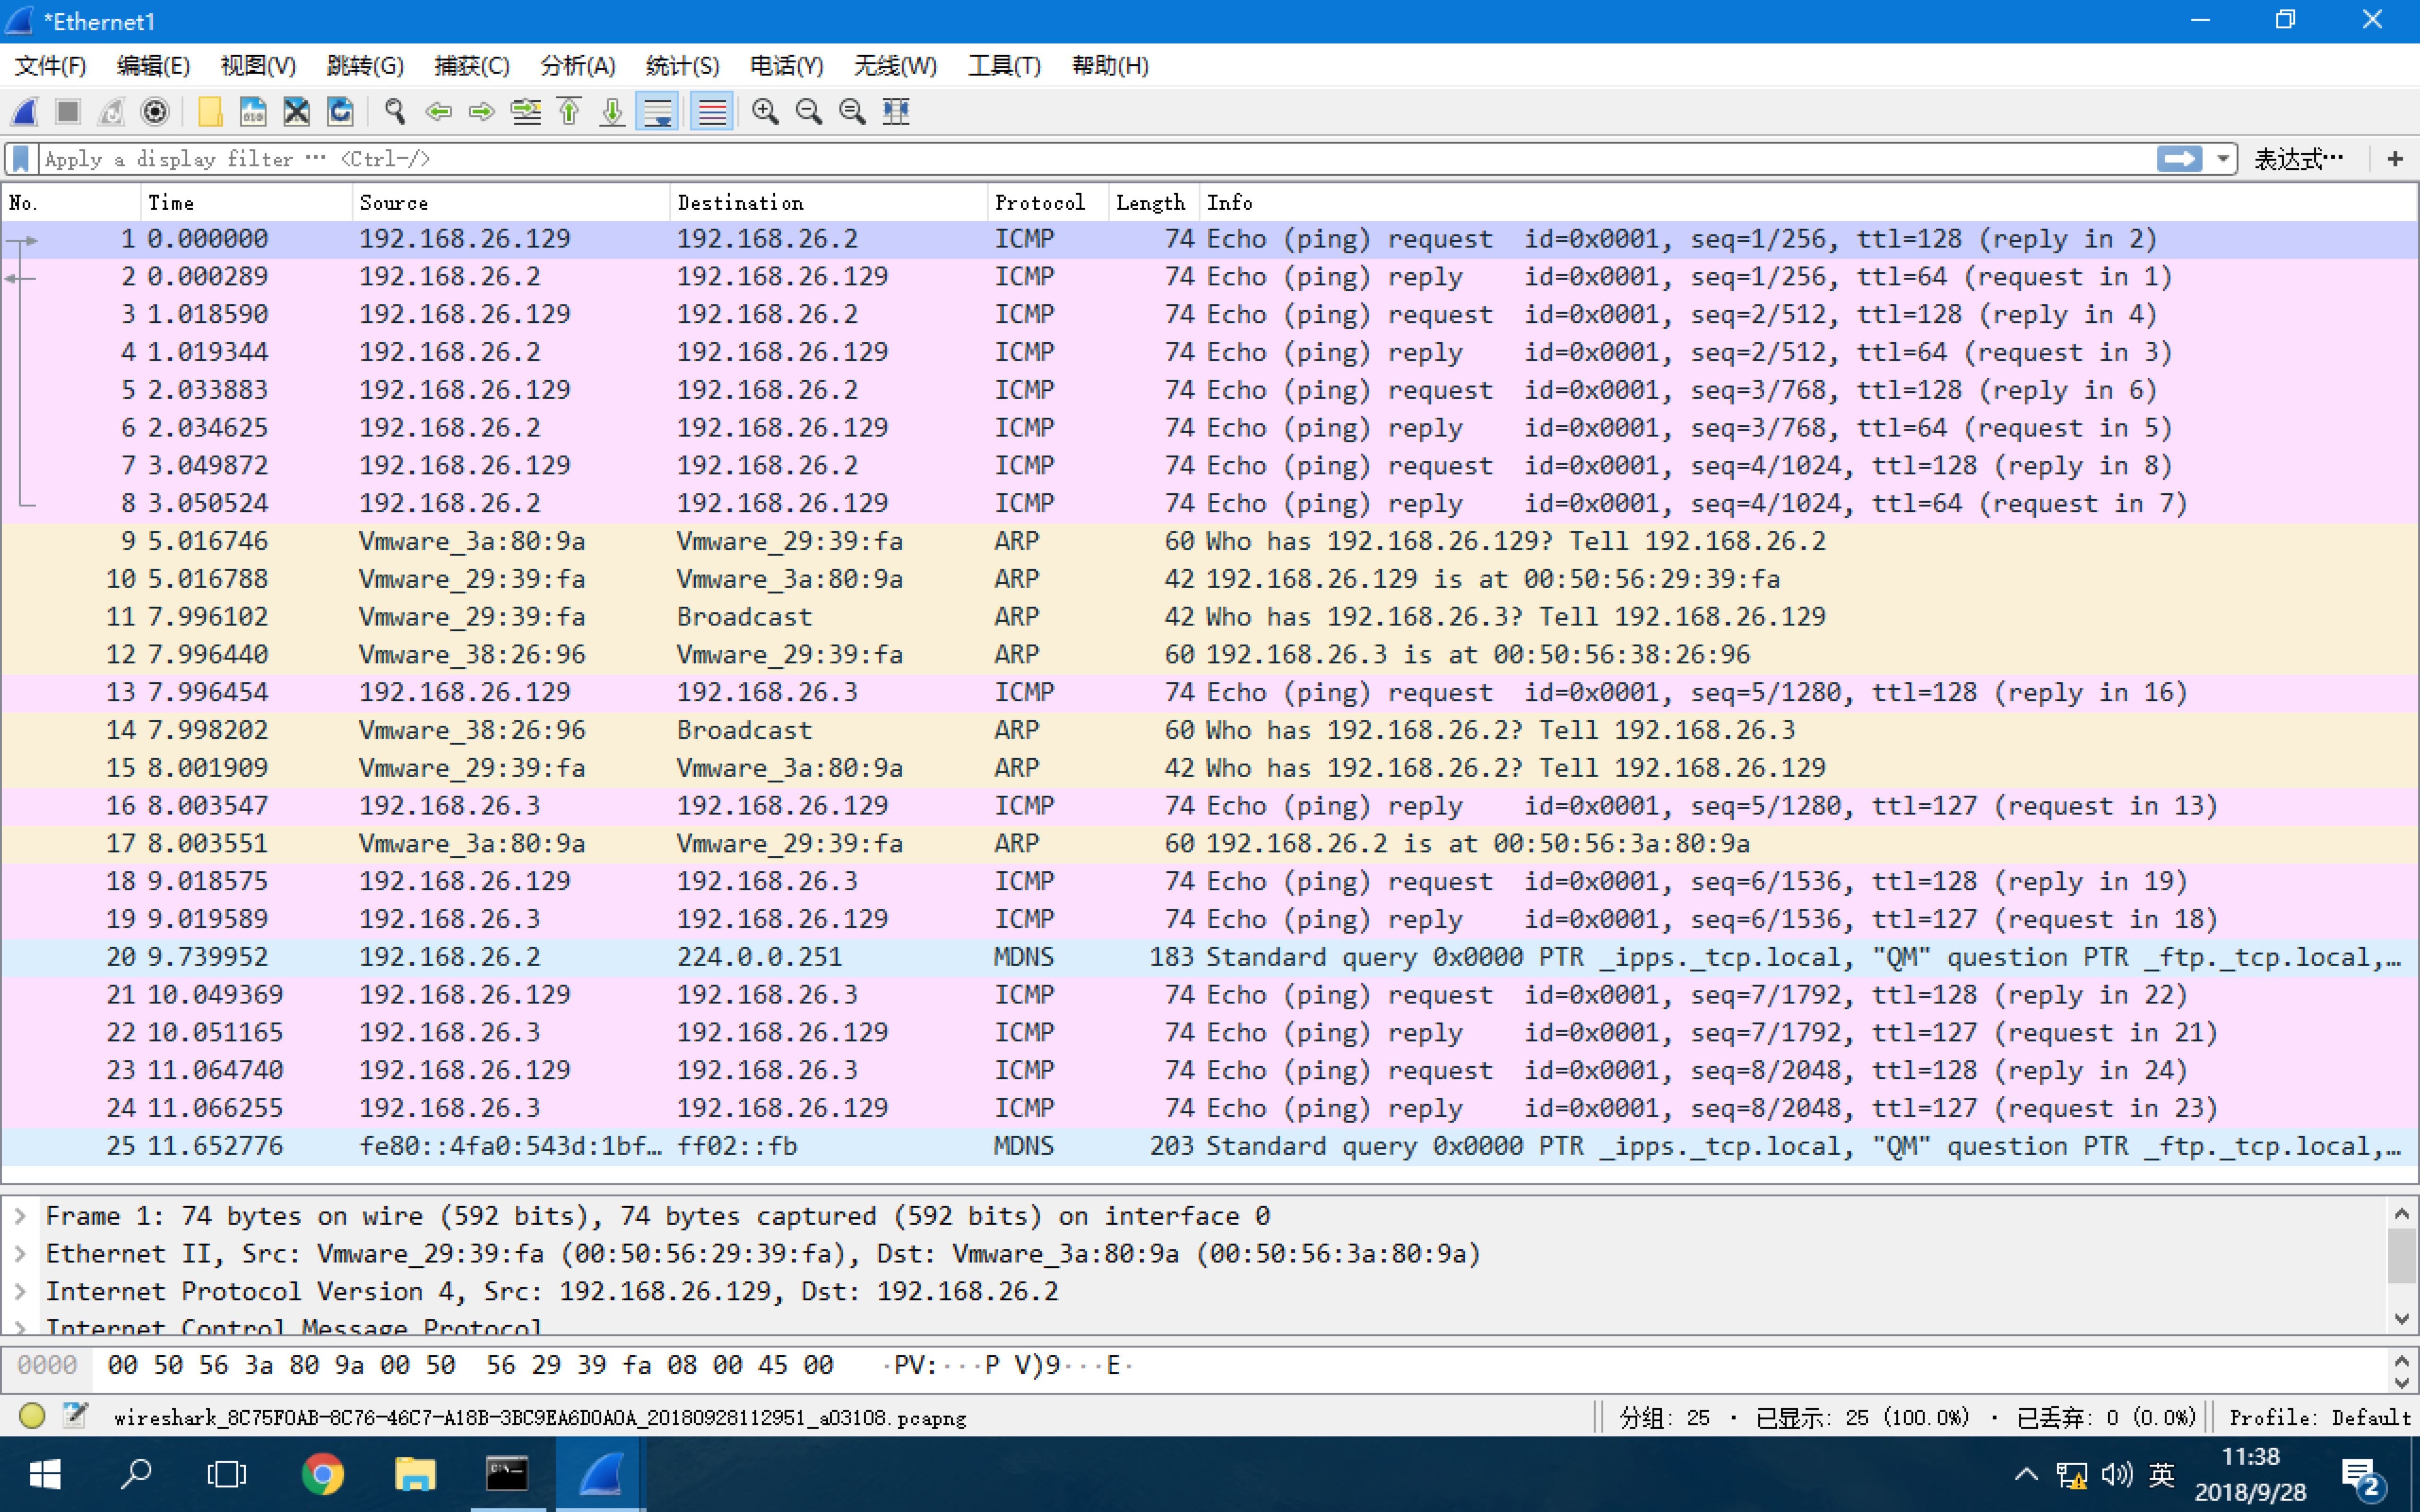 *Ethernet1
文件(F) 编辑(E) 视图(V) 跳转(G) 捕获(C) 分析(A) 统计(S) 电话(Y) 无线(W) 工具(T) 帮助(H)
Apply a display filter … <Ctrl-/> 表达式… +
No. Time Source Destination Protocol Length Info
1 0.000000 192.168.26.129 192.168.26.2 ICMP 74 Echo (ping) request id=0x0001, seq=1/256, ttl=128 (reply in 2)
2 0.000289 192.168.26.2 192.168.26.129 ICMP 74 Echo (ping) reply id=0x0001, seq=1/256, ttl=64 (request in 1)
3 1.018590 192.168.26.129 192.168.26.2 ICMP 74 Echo (ping) request id=0x0001, seq=2/512, ttl=128 (reply in 4)
4 1.019344 192.168.26.2 192.168.26.129 ICMP 74 Echo (ping) reply id=0x0001, seq=2/512, ttl=64 (request in 3)
5 2.033883 192.168.26.129 192.168.26.2 ICMP 74 Echo (ping) request id=0x0001, seq=3/768, ttl=128 (reply in 6)
6 2.034625 192.168.26.2 192.168.26.129 ICMP 74 Echo (ping) reply id=0x0001, seq=3/768, ttl=64 (request in 5)
7 3.049872 192.168.26.129 192.168.26.2 ICMP 74 Echo (ping) request id=0x0001, seq=4/1024, ttl=128 (reply in 8)
8 3.050524 192.168.26.2 192.168.26.129 ICMP 74 Echo (ping) reply id=0x0001, seq=4/1024, ttl=64 (request in 7)
9 5.016746 Vmware_3a:80:9a Vmware_29:39:fa ARP 60 Who has 192.168.26.129? Tell 192.168.26.2
10 5.016788 Vmware_29:39:fa Vmware_3a:80:9a ARP 42 192.168.26.129 is at 00:50:56:29:39:fa
11 7.996102 Vmware_29:39:fa Broadcast ARP 42 Who has 192.168.26.3? Tell 192.168.26.129
12 7.996440 Vmware_38:26:96 Vmware_29:39:fa ARP 60 192.168.26.3 is at 00:50:56:38:26:96
13 7.996454 192.168.26.129 192.168.26.3 ICMP 74 Echo (ping) request id=0x0001, seq=5/1280, ttl=128 (reply in 16)
14 7.998202 Vmware_38:26:96 Broadcast ARP 60 Who has 192.168.26.2? Tell 192.168.26.3
15 8.001909 Vmware_29:39:fa Vmware_3a:80:9a ARP 42 Who has 192.168.26.2? Tell 192.168.26.129
16 8.003547 192.168.26.3 192.168.26.129 ICMP 74 Echo (ping) reply id=0x0001, seq=5/1280, ttl=127 (request in 13)
17 8.003551 Vmware_3a:80:9a Vmware_29:39:fa ARP 60 192.168.26.2 is at 00:50:56:3a:80:9a
18 9.018575 192.168.26.129 192.168.26.3 ICMP 74 Echo (ping) request id=0x0001, seq=6/1536, ttl=128 (reply in 19)
19 9.019589 192.168.26.3 192.168.26.129 ICMP 74 Echo (ping) reply id=0x0001, seq=6/1536, ttl=127 (request in 18)
20 9.739952 192.168.26.2 224.0.0.251 MDNS 183 Standard query 0x0000 PTR _ipps._tcp.local, "QM" question PTR _ftp._tcp.local,…
21 10.049369 192.168.26.129 192.168.26.3 ICMP 74 Echo (ping) request id=0x0001, seq=7/1792, ttl=128 (reply in 22)
22 10.051165 192.168.26.3 192.168.26.129 ICMP 74 Echo (ping) reply id=0x0001, seq=7/1792, ttl=127 (request in 21)
23 11.064740 192.168.26.129 192.168.26.3 ICMP 74 Echo (ping) request id=0x0001, seq=8/2048, ttl=128 (reply in 24)
24 11.066255 192.168.26.3 192.168.26.129 ICMP 74 Echo (ping) reply id=0x0001, seq=8/2048, ttl=127 (request in 23)
25 11.652776 fe80::4fa0:543d:1bf… ff02::fb MDNS 203 Standard query 0x0000 PTR _ipps._tcp.local, "QM" question PTR _ftp._tcp.local,…
Frame 1: 74 bytes on wire (592 bits), 74 bytes captured (592 bits) on interface 0
Ethernet II, Src: Vmware_29:39:fa (00:50:56:29:39:fa), Dst: Vmware_3a:80:9a (00:50:56:3a:80:9a)
Internet Protocol Version 4, Src: 192.168.26.129, Dst: 192.168.26.2
Internet Control Message Protocol
0000 00 50 56 3a 80 9a 00 50 56 29 39 fa 08 00 45 00 ·PV:···P V)9···E·
wireshark_8C75F0AB-8C76-46C7-A18B-3BC9EA6D0A0A_20180928112951_a03108.pcapng 分组: 25 · 已显示: 25 (100.0%) · 已丢弃: 0 (0.0%) Profile: Default
英 11:38
2018/9/28 2